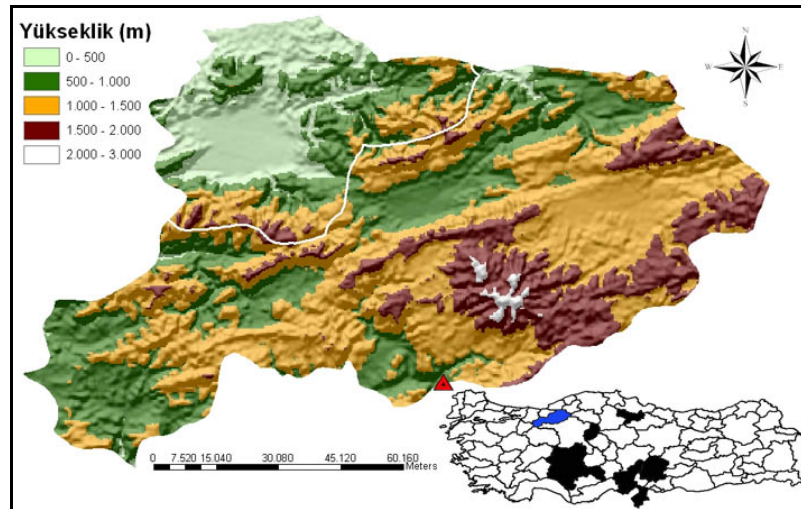 Yükseklik (m)
0 - 500
500 - 1.000
1.000 - 1.500
1.500 - 2.000
2.000 - 3.000
N
W E
S
0 7.520 15.040 30.080 45.120 60.160
Meters